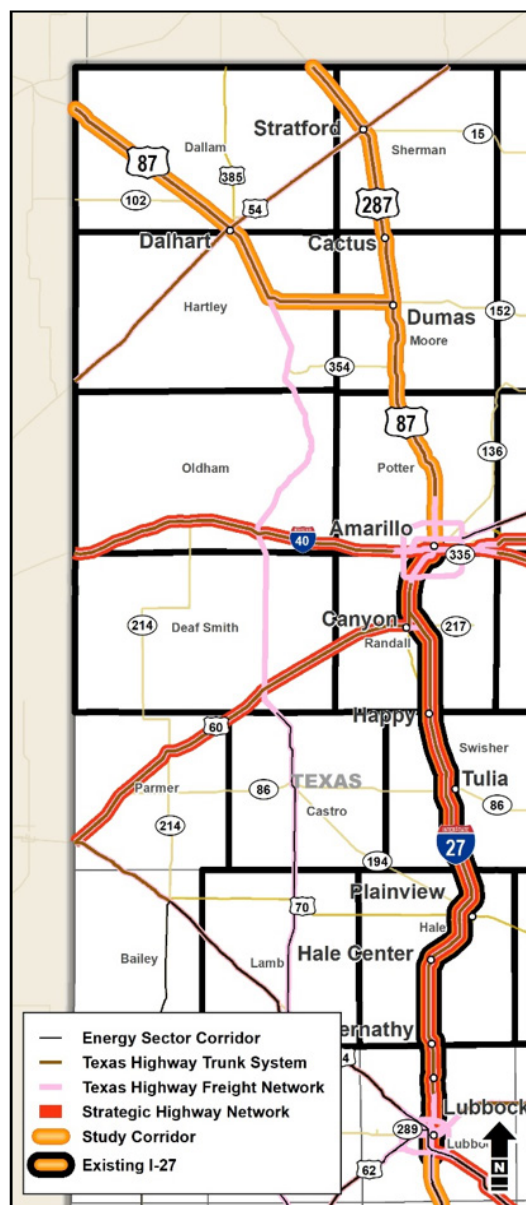 Stratford
15
Dallam
Sherman
87
385
54
102
287
Dalhart
Cactus
Hartley
152
Dumas
Moore
354
87
136
Oldham
Potter
Amarillo
40
335
Canyon
214
217
Deaf Smith
Randall
Happy
60
Swisher
Tulia
TEXAS
Parmer
86
86
Castro
214
INTERSTATE
27
194
Plainview
70
Hale
Bailey
Lamb
Hale Center
ernathy
4
Lubbock
289
Lubbo
62
N
Energy Sector Corridor
Texas Highway Trunk System
Texas Highway Freight Network
Strategic Highway Network
Study Corridor
Existing I-27